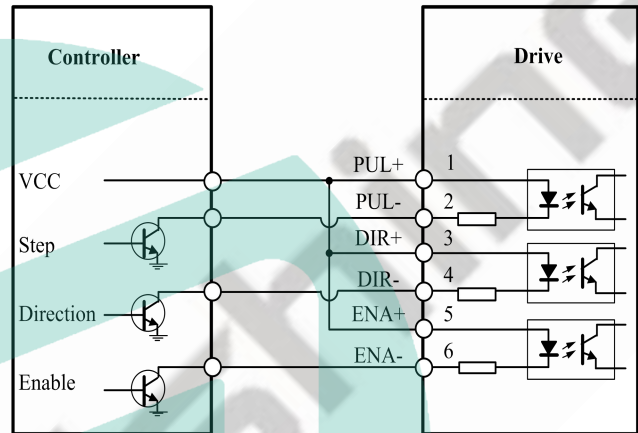 Controller
Drive
VCC
Step
Direction
Enable
PUL+ 1
PUL- 2
DIR+ 3
DIR- 4
ENA+ 5
ENA- 6